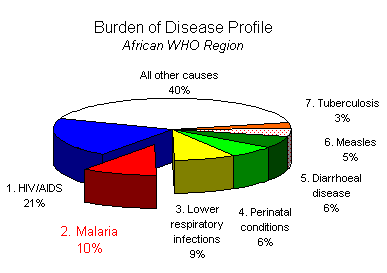 Burden of Disease Profile
African WHO Region
All other causes
40%
7. Tuberculosis
3%
6. Measles
5%
5. Diarrhoeal
disease
6%
4. Perinatal
conditions
6%
3. Lower
respiratory
infections
9%
2. Malaria
10%
1. HIV/AIDS
21%